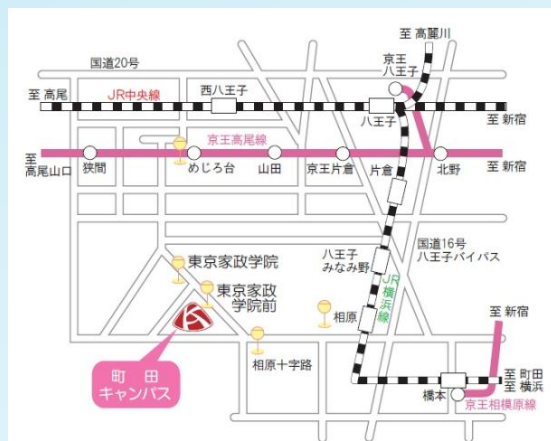 至 高麗川
国道20号
京王
八王子
至 高尾
JR中央線
西八王子
八王子
至 新宿
京王高尾線
至
高尾山口
狭間
めじろ台
山田
京王片倉
片倉
北野
至 新宿
国道16号
八王子バイパス
八王子
みなみ野
東京家政学院
東京家政
学院前
JR横浜線
相原
至 新宿
町田
キャンパス
相原十字路
橋本
至 町田
至 横浜
京王相模原線